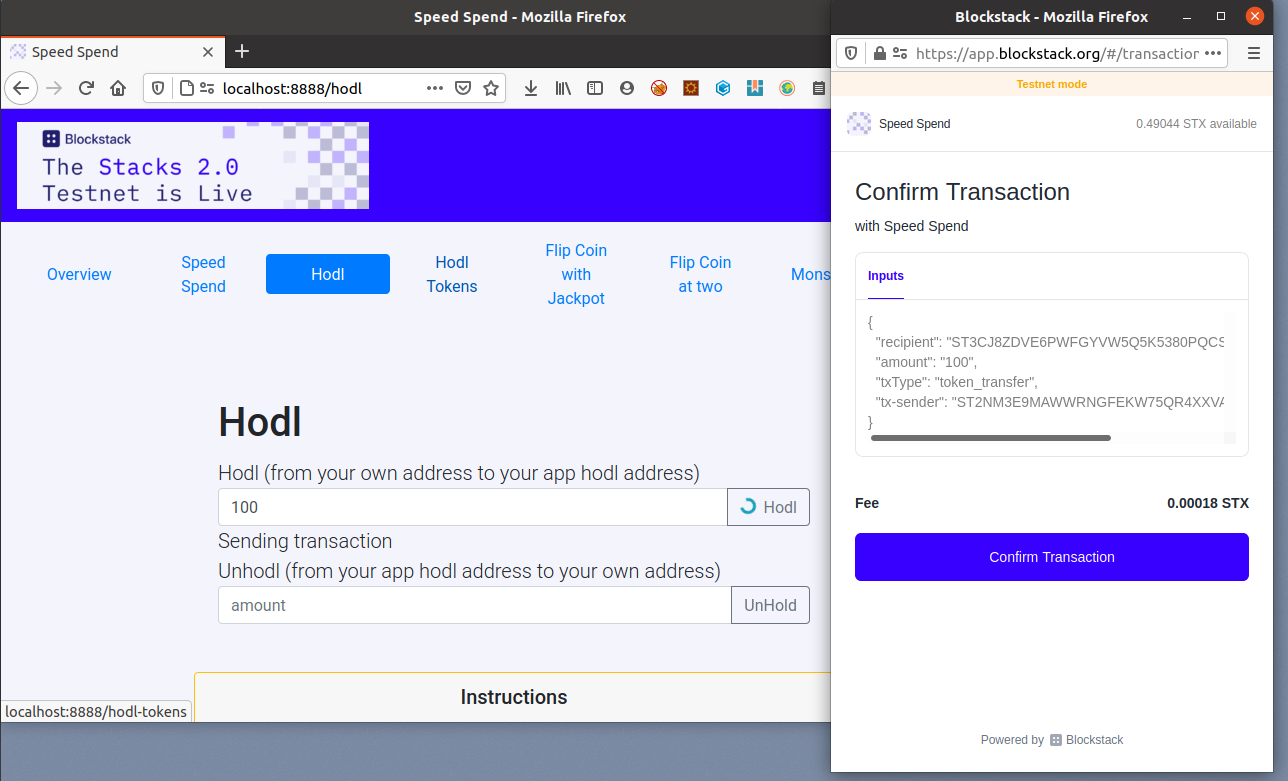 Speed Spend - Mozilla Firefox
Speed Spend
localhost:8888/hodl
Blockstack
The Stacks 2.0
Testnet is Live
Overview
Speed
Spend
Hodl
Hodl
Tokens
Flip Coin
with
Jackpot
Flip Coin
at two
Mons
Hodl
Hodl (from your own address to your app hodl address)
100
Hodl
Sending transaction
Unhodl (from your app hodl address to your own address)
amount
UnHold
Instructions
localhost:8888/hodl-tokens
Blockstack - Mozilla Firefox
https://app.blockstack.org/#/transaction
Testnet mode
Speed Spend
0.49044 STX available
Confirm Transaction
with Speed Spend
Inputs
{
"recipient": "ST3CJ8ZDVE6PWFGYVW5Q5K5380PQCS
"amount": "100",
"txType": "token_transfer",
"tx-sender": "ST2NM3E9MAWWRNGFEKW75QR4XXVA
}
Fee
0.00018 STX
Confirm Transaction
Powered by Blockstack